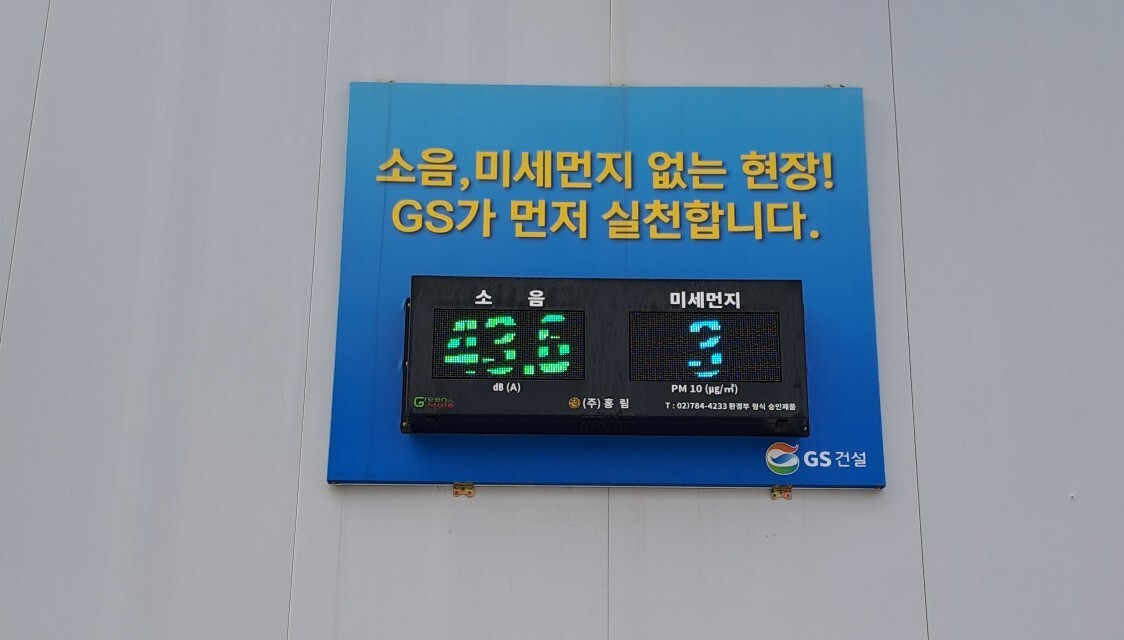 소음,미세먼지 없는 현장!
GS가 먼저 실천합니다.
소 음
미세먼지
43.6
3
dB (A)
PM 10 (㎍/㎥)
Green Mate
(주) 홍 림
T : 02)784-4233 환경부 형식 승인제품
GS 건설